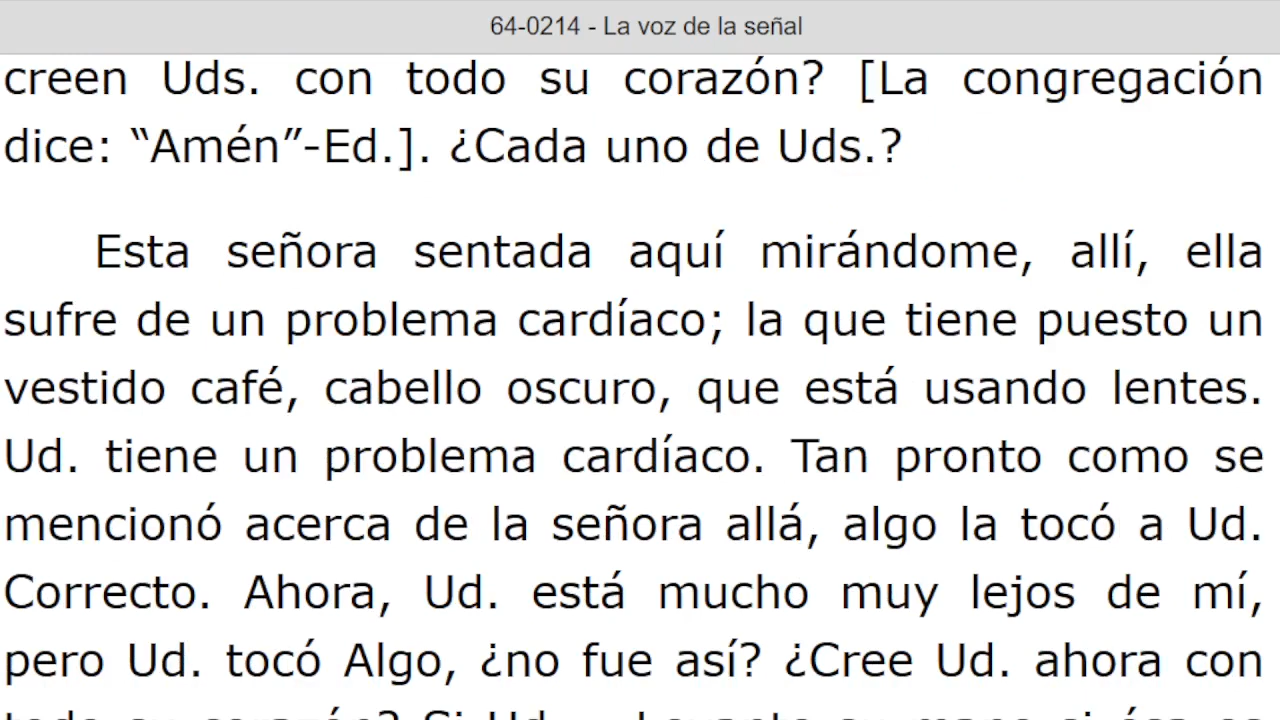 64-0214 - La voz de la señal
creen Uds. con todo su corazón? [La congregación
dice: “Amén”-Ed.]. ¿Cada uno de Uds.?
Esta señora sentada aquí mirándome, allí, ella
sufre de un problema cardíaco; la que tiene puesto un
vestido café, cabello oscuro, que está usando lentes.
Ud. tiene un problema cardíaco. Tan pronto como se
mencionó acerca de la señora allá, algo la tocó a Ud.
Correcto. Ahora, Ud. está mucho muy lejos de mí,
pero Ud. tocó Algo, ¿no fue así? ¿Cree Ud. ahora con